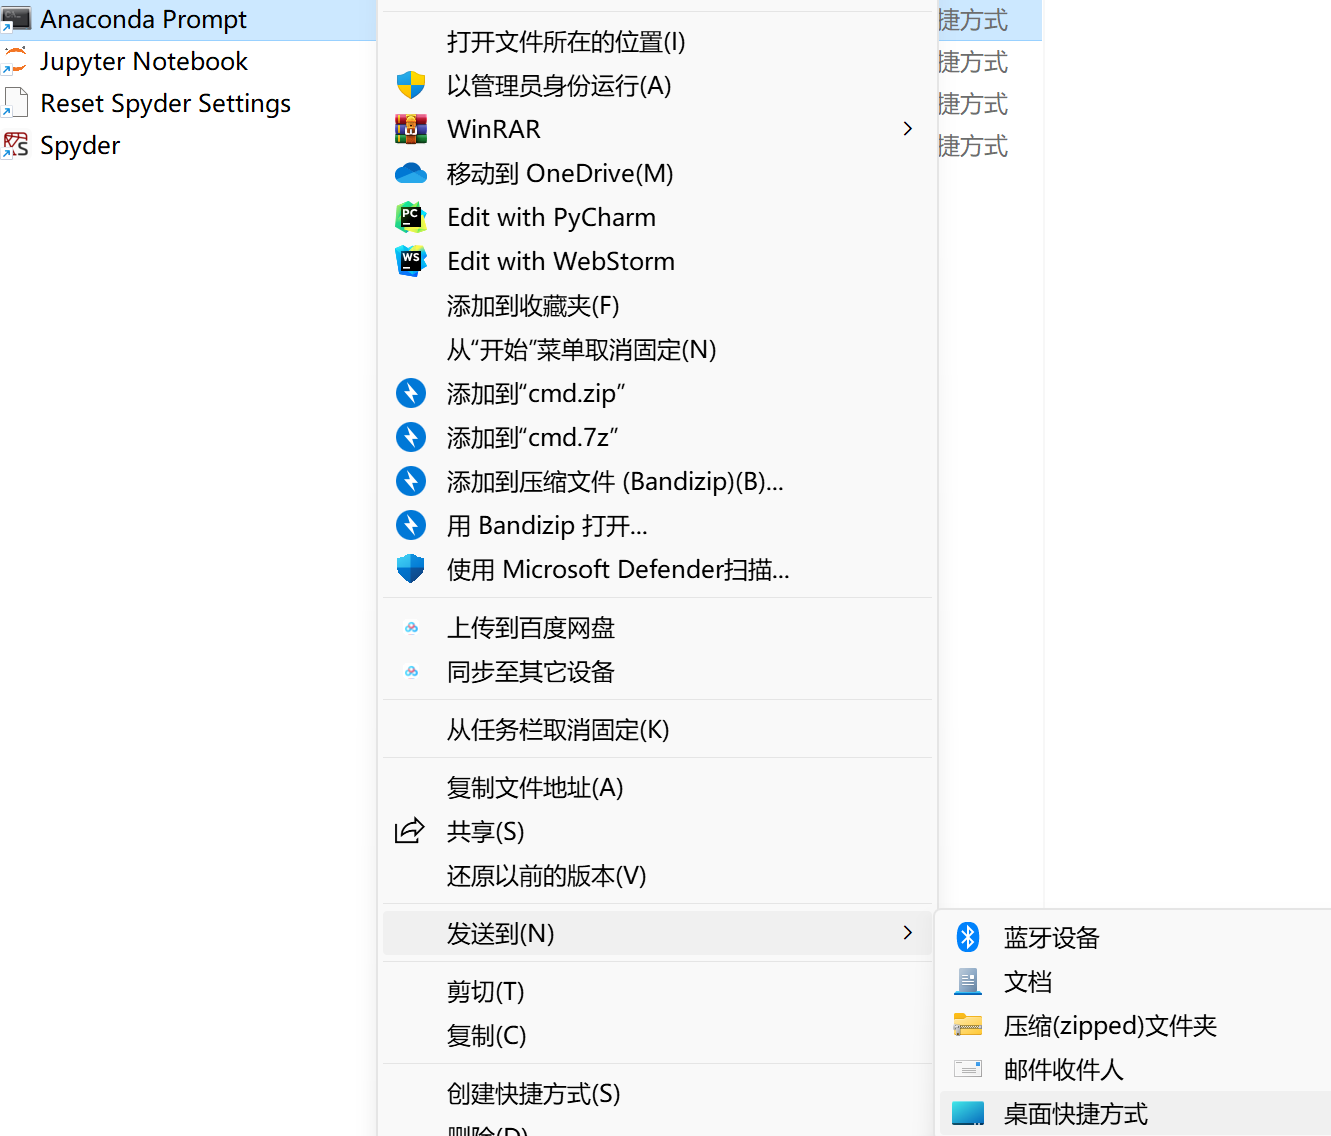 Anaconda Prompt
Jupyter Notebook
Reset Spyder Settings
Spyder
打开文件所在的位置(I)
以管理员身份运行(A)
WinRAR
移动到 OneDrive(M)
Edit with PyCharm
Edit with WebStorm
添加到收藏夹(F)
从“开始”菜单取消固定(N)
添加到“cmd.zip”
添加到“cmd.7z”
添加到压缩文件 (Bandizip)(B)...
用 Bandizip 打开...
使用 Microsoft Defender扫描...
上传到百度网盘
同步至其它设备
从任务栏取消固定(K)
复制文件地址(A)
共享(S)
还原以前的版本(V)
发送到(N)
剪切(T)
复制(C)
创建快捷方式(S)
删除(D)
捷方式
捷方式
捷方式
捷方式
蓝牙设备
文档
压缩(zipped)文件夹
邮件收件人
桌面快捷方式